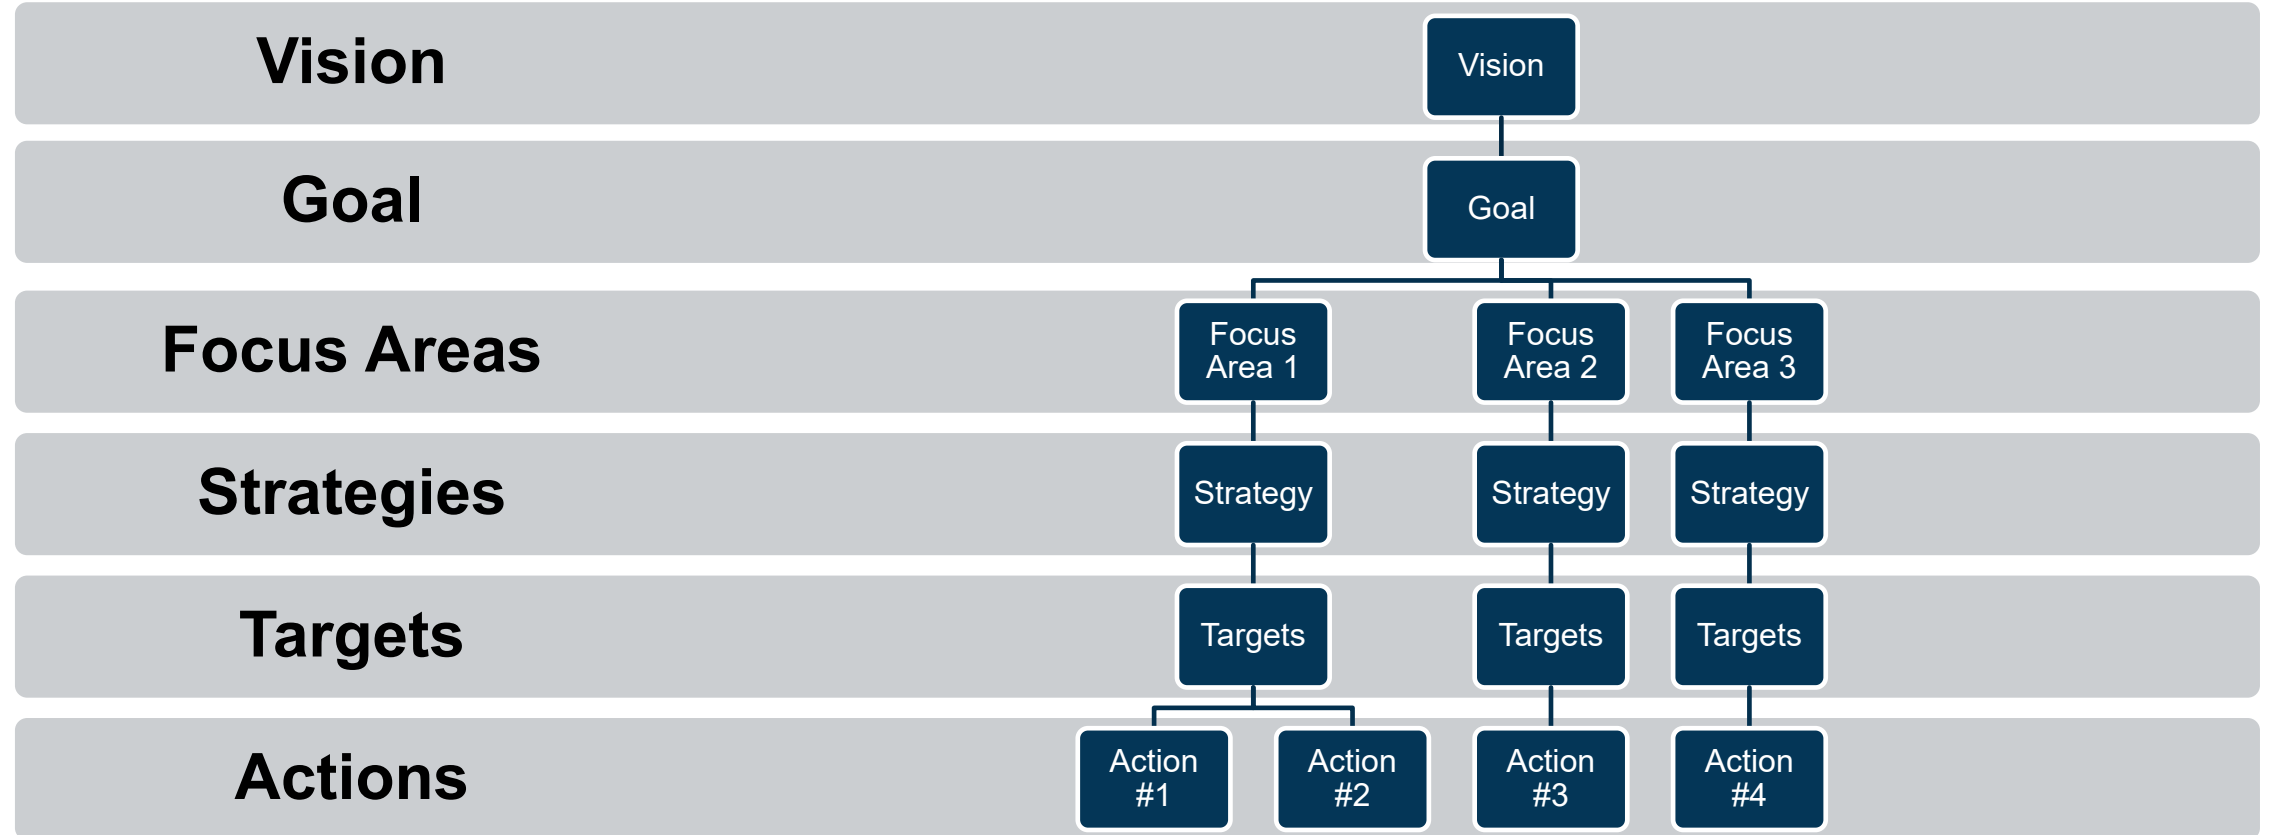 Vision
Vision
Goal
Goal
Focus Areas
Focus
Area 1
Focus
Area 2
Focus
Area 3
Strategies
Strategy
Strategy
Strategy
Targets
Targets
Targets
Targets
Actions
Action
#1
Action
#2
Action
#3
Action
#4